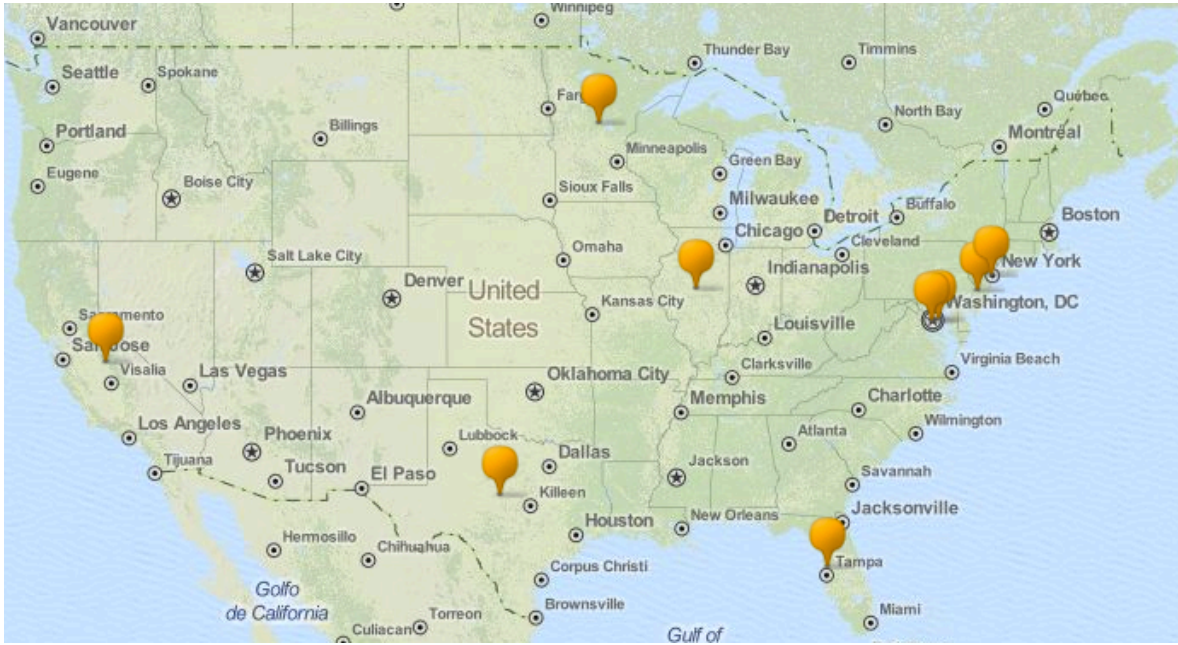 Winnipeg
Vancouver
Thunder Bay
Timmins
Seattle
Spokane
Québec
North Bay
Portland
Billings
Montréal
Minneapolis
Green Bay
Eugene
Boise City
Sioux Falls
Milwaukee
Buffalo
Detroit
Boston
Chicago
Omaha
Cleveland
Salt Lake City
Indianapolis
New York
Denver
United
States
Kansas City
Washington, DC
Louisville
Virginia Beach
Visalia
Las Vegas
Clarksville
Oklahoma City
Albuquerque
Memphis
Charlotte
Los Angeles
Wilmington
Phoenix
Lubbock
Atlanta
Tijuana
Tucson
El Paso
Dallas
Jackson
Savannah
Killeen
Jacksonville
Houston
New Orleans
Hermosillo
Chihuahua
Tampa
Corpus Christi
Golfo
de California
Brownsville
Miami
Torreon
Culiacan
Gulf of